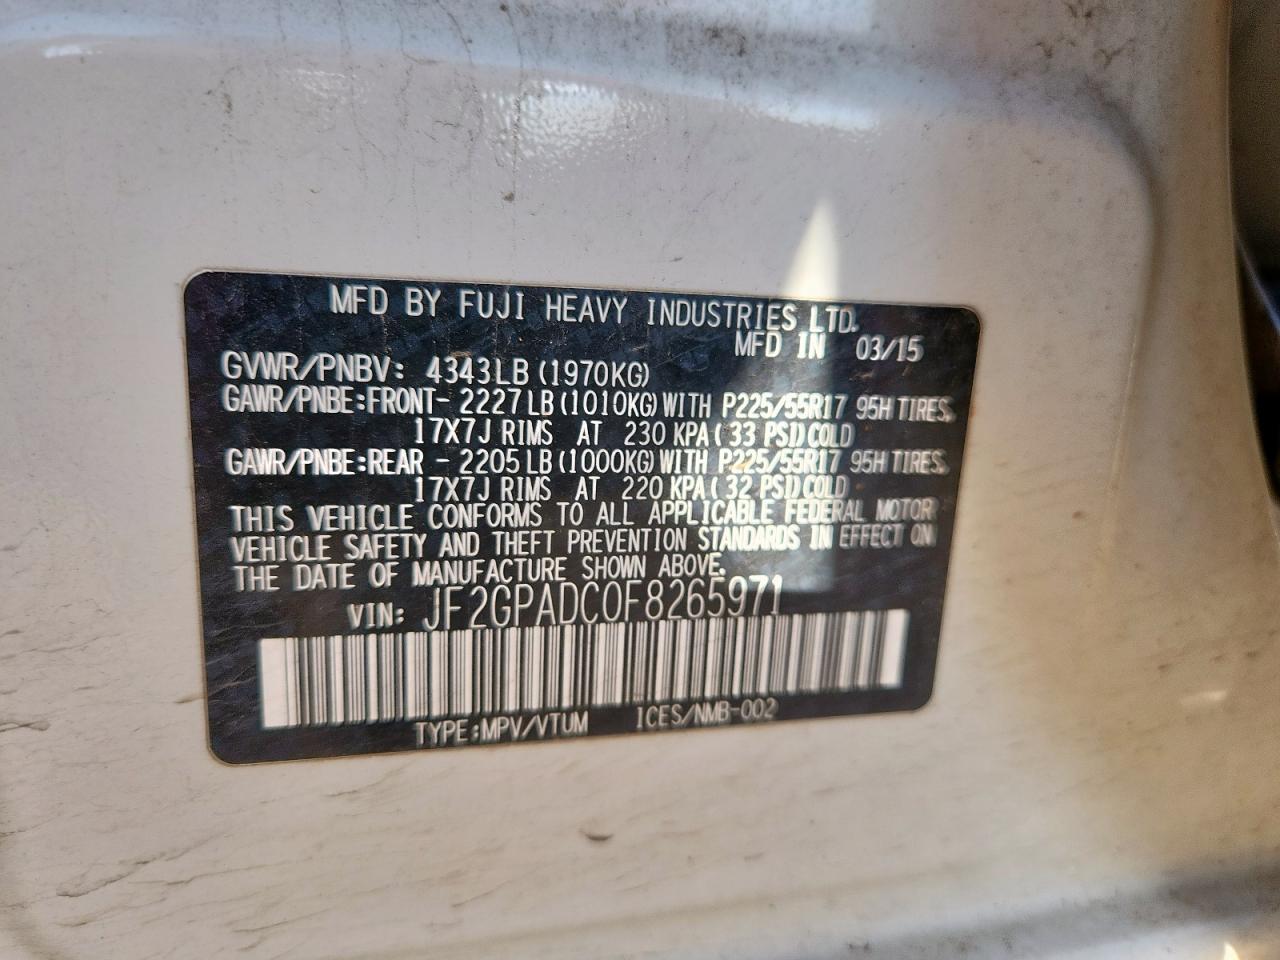 MFD BY FUJI HEAVY INDUSTRIES LTD.
MFD IN 03/15
GVWR/PNBV: 4343LB (1970KG)
GAWR/PNBE:FRONT- 2227 LB (1010KG) WITH P225/55R17 95H TIRES,
17X7J RIMS AT 230 KPA ( 33 PSI) COLD
GAWR/PNBE:REAR - 2205 LB (1000KG) WITH P225/55R17 95H TIRES,
17X7J RIMS AT 220 KPA ( 32 PSI) COLD
THIS VEHICLE CONFORMS TO ALL APPLICABLE FEDERAL MOTOR
VEHICLE SAFETY AND THEFT PREVENTION STANDARDS IN EFFECT ON
THE DATE OF MANUFACTURE SHOWN ABOVE.
VIN: JF2GPADC0F8265971
TYPE:MPV/VTUM ICES/NMB-002